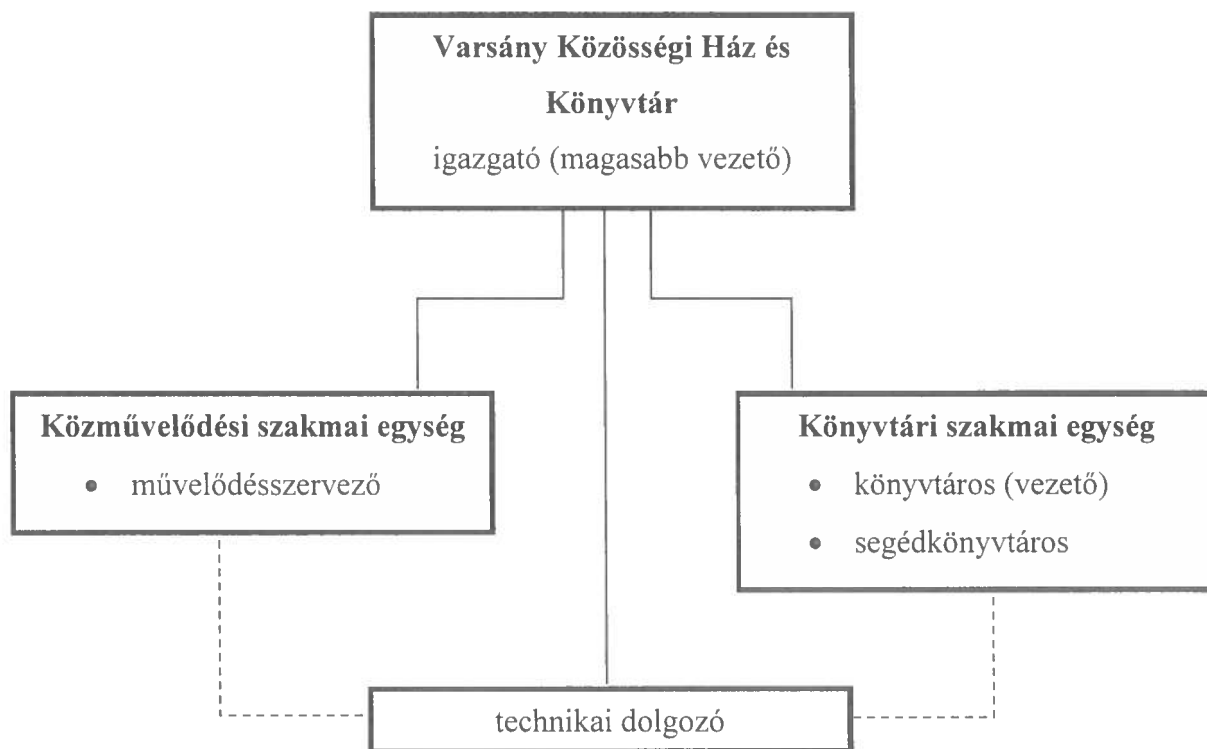 Varsány Közösségi Ház és
Könyvtár
igazgató (magasabb vezető)
Közművelődési szakmai egység
• művelődésszervező
Könyvtári szakmai egység
• könyvtáros (vezető)
• segédkönyvtáros
technikai dolgozó